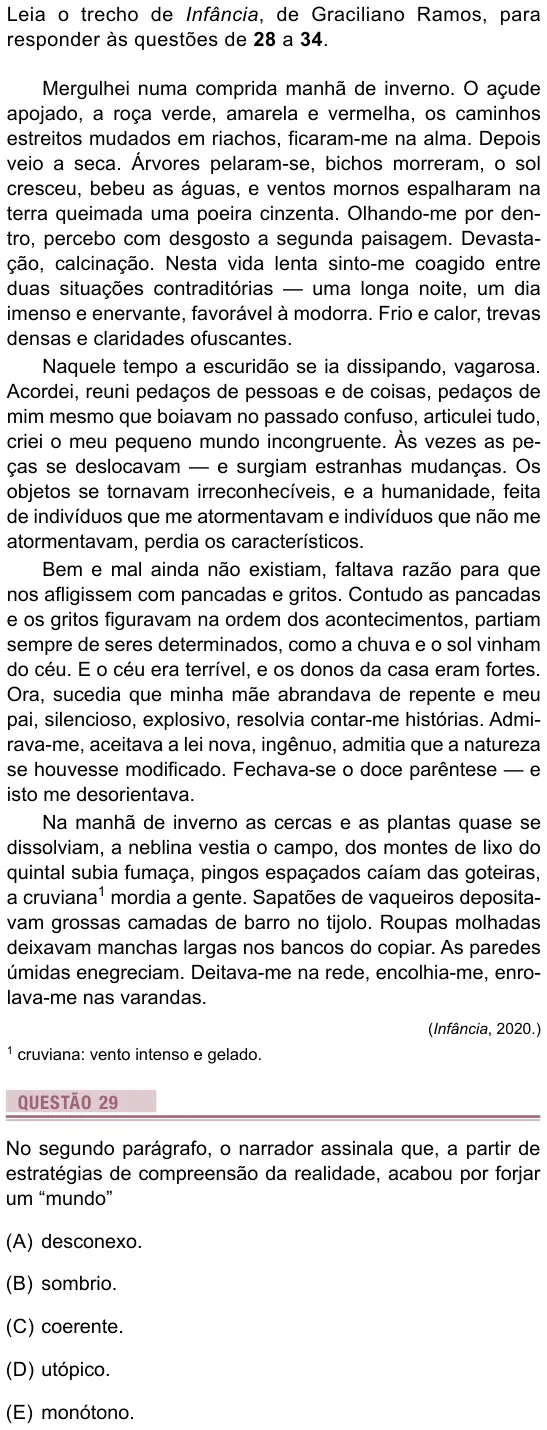 Leia o trecho de Infância, de Graciliano Ramos, para
responder às questões de 28 a 34.
Mergulhei numa comprida manhã de inverno. O açude
apojado, a roça verde, amarela e vermelha, os caminhos
estreitos mudados em riachos, ficaram-me na alma. Depois
veio a seca. Árvores pelaram-se, bichos morreram, o sol
cresceu, bebeu as águas, e ventos mornos espalharam na
terra queimada uma poeira cinzenta. Olhando-me por den-
tro, percebo com desgosto a segunda paisagem. Devasta-
ção, calcinação. Nesta vida lenta sinto-me coagido entre
duas situações contraditórias — uma longa noite, um dia
imenso e enervante, favorável à modorra. Frio e calor, trevas
densas e claridades ofuscantes.
Naquele tempo a escuridão se ia dissipando, vagarosa.
Acordei, reuni pedaços de pessoas e de coisas, pedaços de
mim mesmo que boiavam no passado confuso, articulei tudo,
criei o meu pequeno mundo incongruente. Às vezes as pe-
ças se deslocavam — e surgiam estranhas mudanças. Os
objetos se tornavam irreconhecíveis, e a humanidade, feita
de indivíduos que me atormentavam e indivíduos que não me
atormentavam, perdia os característicos.
Bem e mal ainda não existiam, faltava razão para que
nos afligissem com pancadas e gritos. Contudo as pancadas
e os gritos figuravam na ordem dos acontecimentos, partiam
sempre de seres determinados, como a chuva e o sol vinham
do céu. E o céu era terrível, e os donos da casa eram fortes.
Ora, sucedia que minha mãe abrandava de repente e meu
pai, silencioso, explosivo, resolvia contar-me histórias. Admi-
rava-me, aceitava a lei nova, ingênuo, admitia que a natureza
se houvesse modificado. Fechava-se o doce parêntese — e
isto me desorientava.
Na manhã de inverno as cercas e as plantas quase se
dissolviam, a neblina vestia o campo, dos montes de lixo do
quintal subia fumaça, pingos espaçados caíam das goteiras,
a cruviana¹ mordia a gente. Sapatões de vaqueiros deposita-
vam grossas camadas de barro no tijolo. Roupas molhadas
deixavam manchas largas nos bancos do copiar. As paredes
úmidas enegreciam. Deitava-me na rede, encolhia-me, enro-
lava-me nas varandas.
(Infância, 2020.)
¹ cruviana: vento intenso e gelado.
QUESTÃO 29
No segundo parágrafo, o narrador assinala que, a partir de
estratégias de compreensão da realidade, acabou por forjar
um “mundo”
(A) desconexo.
(B) sombrio.
(C) coerente.
(D) utópico.
(E) monótono.